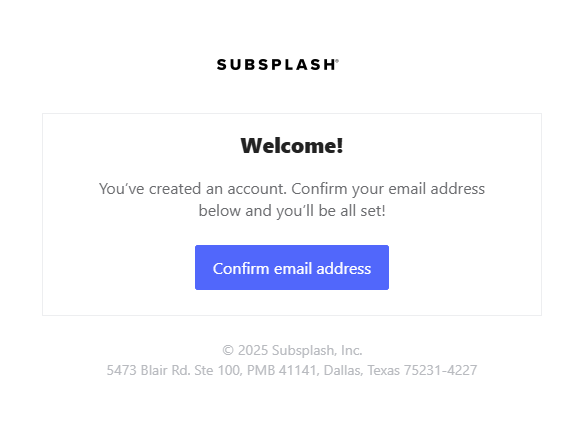 SUBSPLASH®
Welcome!
You’ve created an account. Confirm your email address
below and you’ll be all set!
Confirm email address
© 2025 Subsplash, Inc.
5473 Blair Rd. Ste 100, PMB 41141, Dallas, Texas 75231-4227